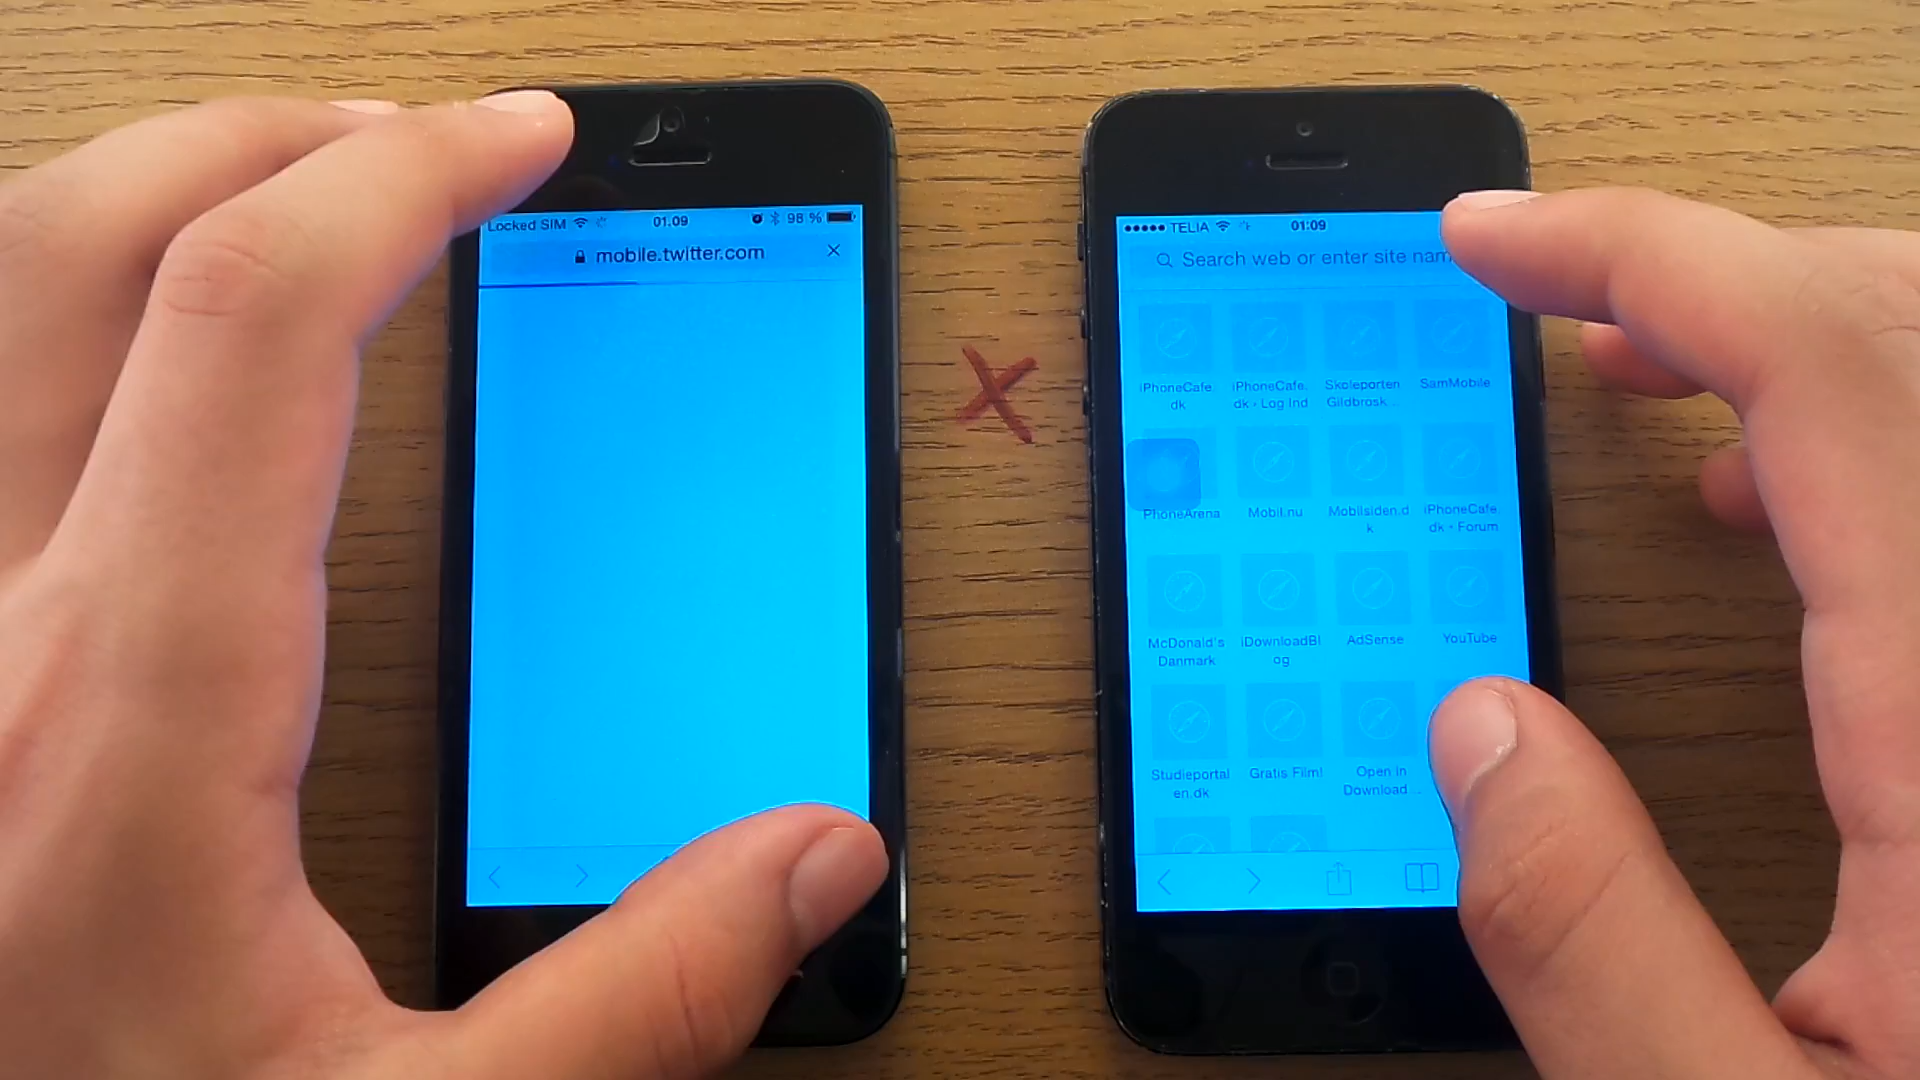 Locked SIM 01.09 98 %
mobile.twitter.com
TELIA 01:09
Search web or enter site nam
iPhoneCafe.
dk
iPhoneCafe.
dk - Log Ind
Skoleporten
Gildbrosk...
SamMobile
PhoneArena
Mobil.nu
Mobilsiden.d
k
iPhoneCafe.
dk - Forum
McDonald's
Danmark
iDownloadBl
og
AdSense
YouTube
Studieportal
en.dk
Gratis Film!
Open in
Download...